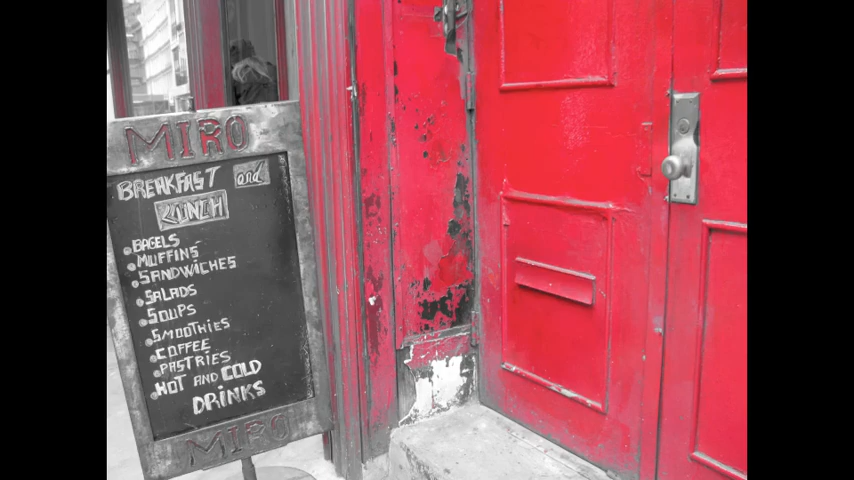 MIRO
BREAKFAST and
LUNCH
BAGELS
MUFFINS
SANDWICHES
SALADS
SOUPS
SMOOTHIES
COFFEE
PASTRIES
HOT AND COLD
DRINKS
MIRO